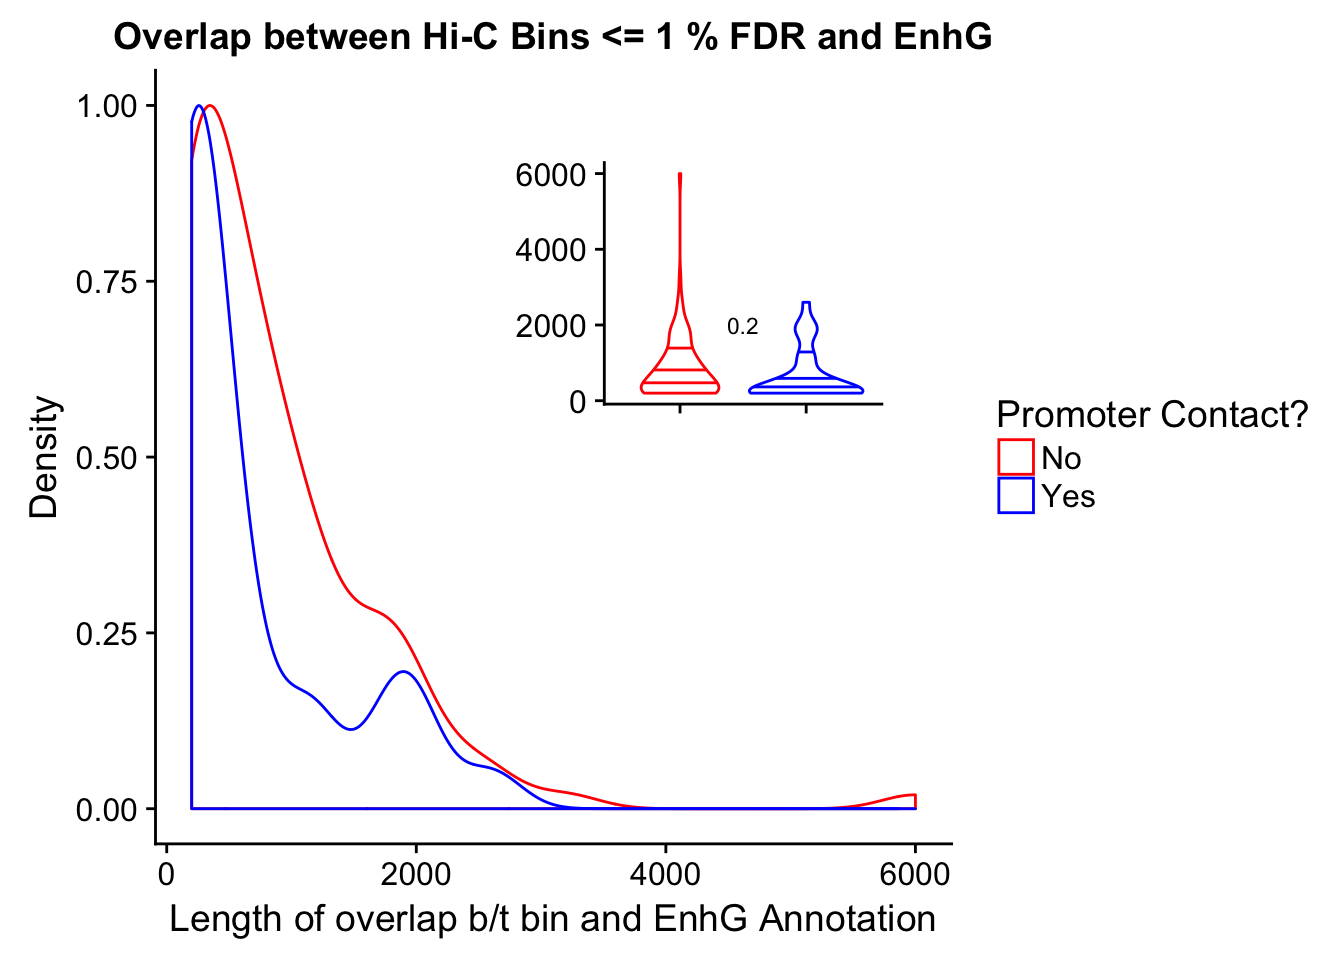 Overlap between Hi-C Bins <= 1 % FDR and EnhG
1.00
0.75
0.50
0.25
0.00
Density
0
2000
4000
6000
Length of overlap b/t bin and EnhG Annotation
6000
4000
2000
0
0.2
Promoter Contact?
No
Yes